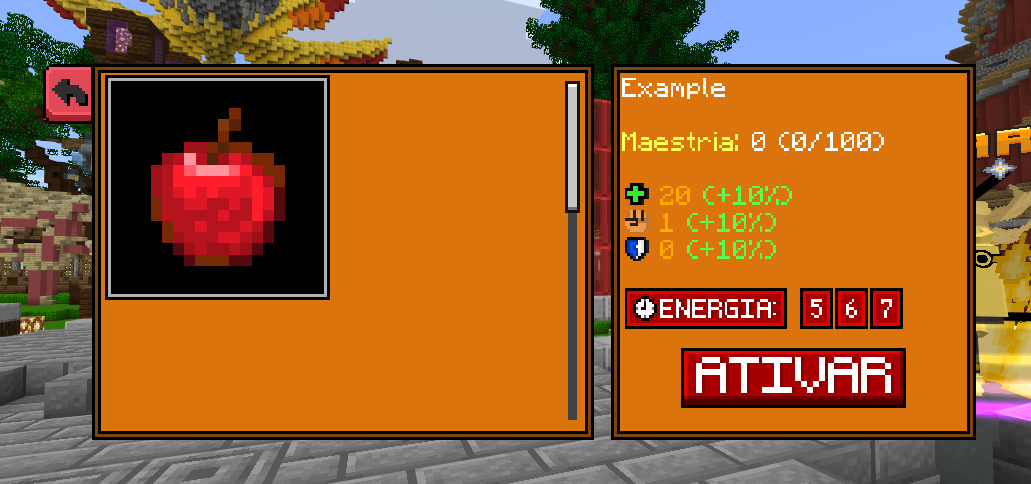 Example
Maestria: 0 (0/100)
20 (+10%)
1 (+10%)
0 (+10%)
ENERGIA: 5 6 7
ATIVAR